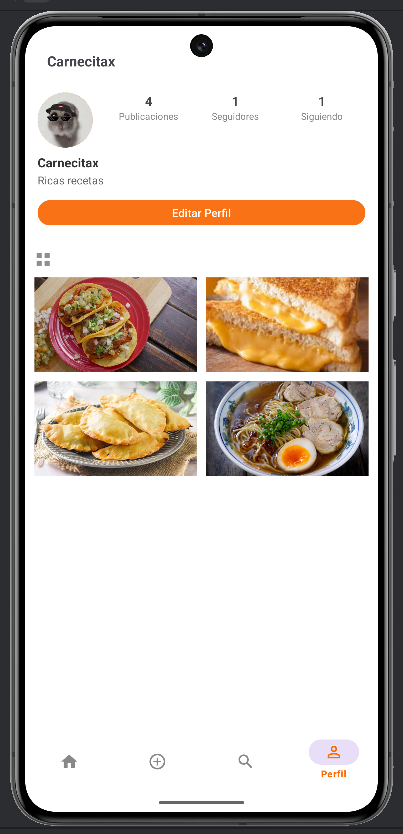 Carnecitax
4 1 1
Publicaciones Seguidores Siguiendo
Carnecitax
Ricas recetas
Editar Perfil
Perfil